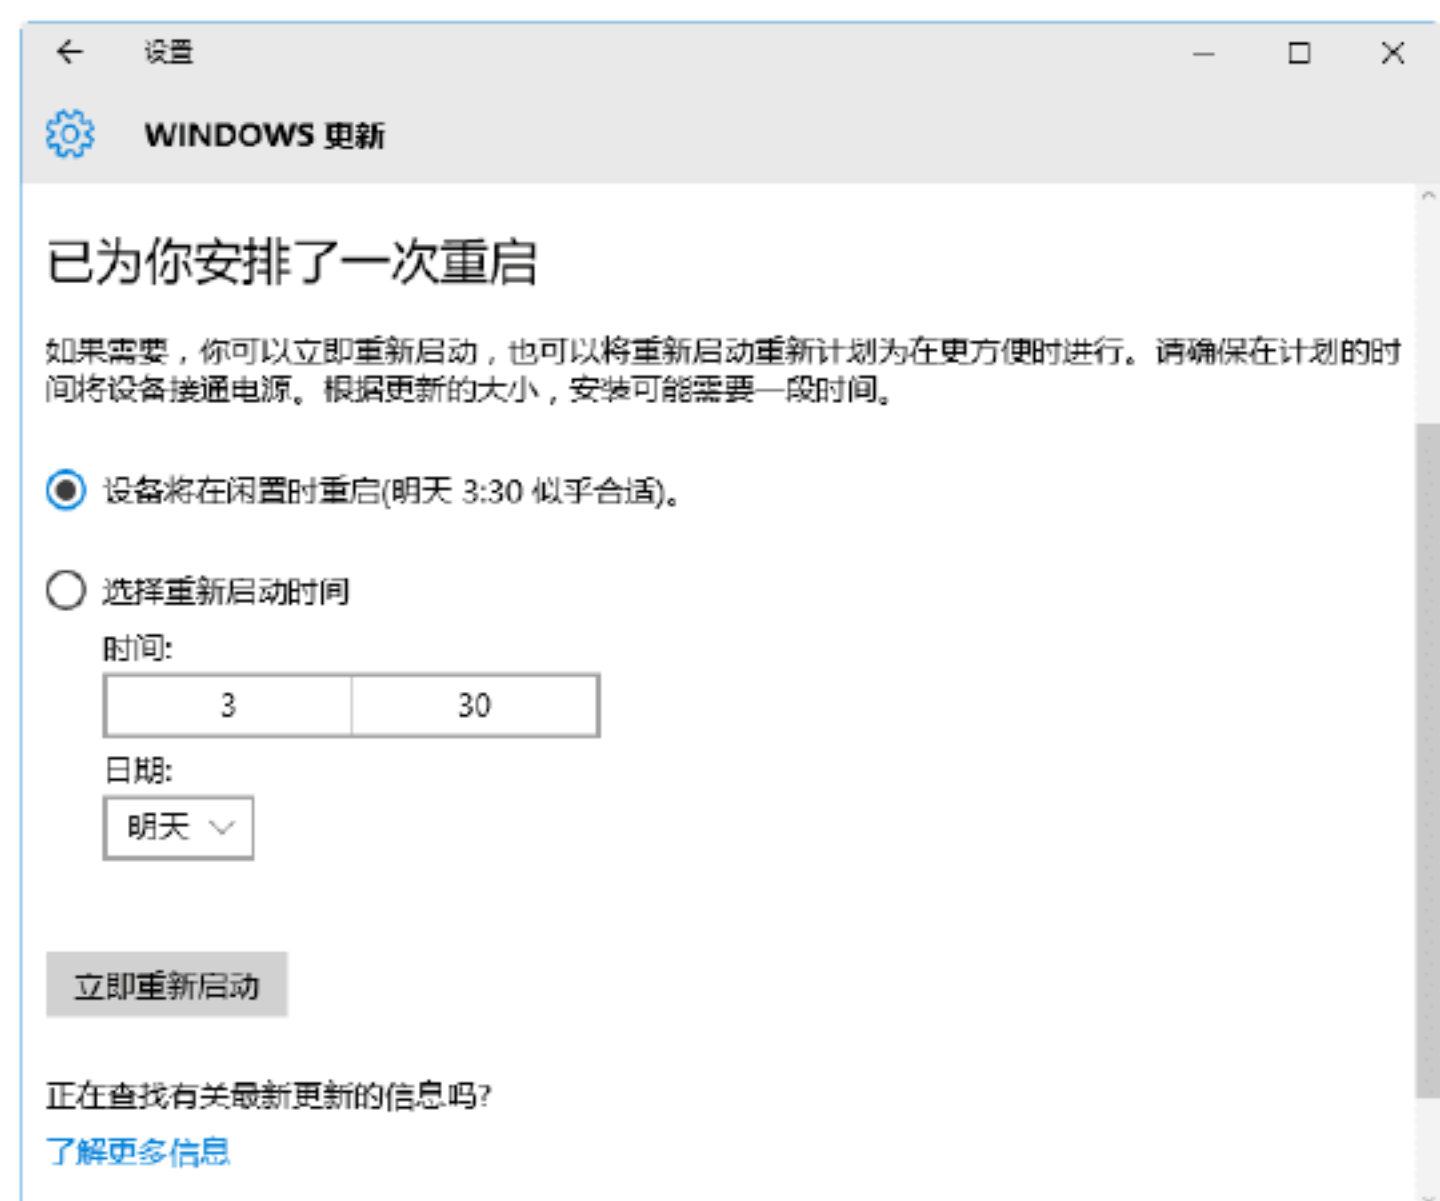 设置
WINDOWS 更新
已为你安排了一次重启
如果需要，你可以立即重新启动，也可以将重新启动重新计划为在更方便时进行。请确保在计划的时
间将设备接通电源。根据更新的大小，安装可能需要一段时间。
设备将在闲置时重启(明天 3:30 似乎合适)。
选择重新启动时间
时间:
3 30
日期:
明天
立即重新启动
正在查找有关最新更新的信息吗?
了解更多信息